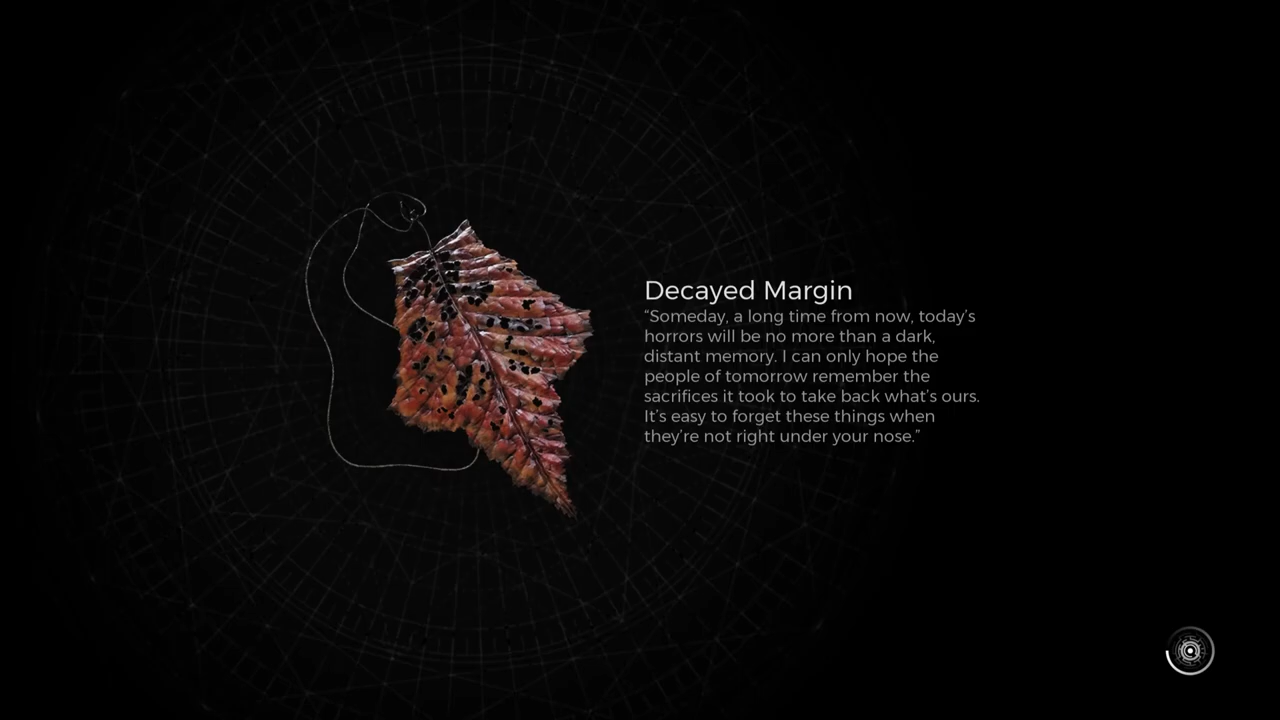 Decayed Margin
“Someday, a long time from now, today’s
horrors will be no more than a dark,
distant memory. I can only hope the
people of tomorrow remember the
sacrifices it took to take back what’s ours.
It’s easy to forget these things when
they’re not right under your nose.”